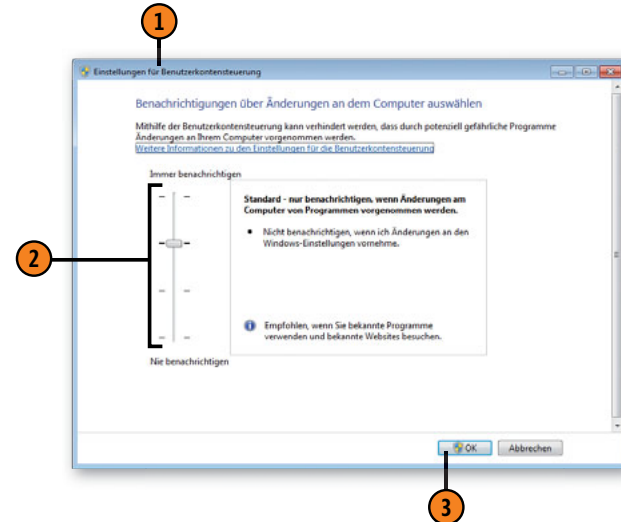 1
Einstellungen für Benutzerkontensteuerung
Benachrichtigungen über Änderungen an dem Computer auswählen
Mithilfe der Benutzerkontensteuerung kann verhindert werden, dass durch potenziell gefährliche Programme
Änderungen an Ihrem Computer vorgenommen werden.
Weitere Informationen zu den Einstellungen für die Benutzerkontensteuerung
Immer benachrichtigen
Standard - nur benachrichtigen, wenn Änderungen am
Computer von Programmen vorgenommen werden.
• Nicht benachrichtigen, wenn ich Änderungen an den
Windows-Einstellungen vornehme.
2
Empfohlen, wenn Sie bekannte Programme
verwenden und bekannte Websites besuchen.
Nie benachrichtigen
OK Abbrechen
3